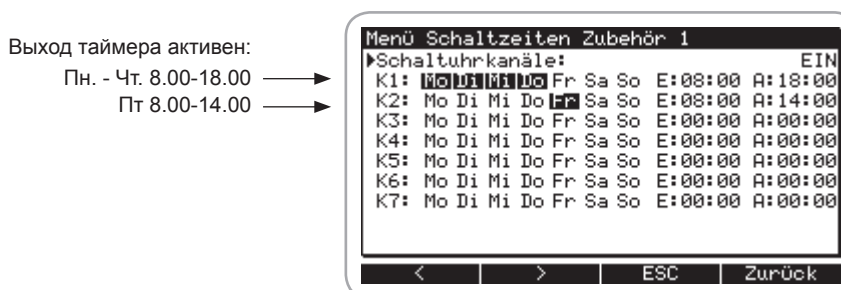 Выход таймера активен:
Пн. - Чт. 8.00-18.00
Пт 8.00-14.00
Menü Schaltzeiten Zubehör 1
Schaltuhrkanäle: EIN
K1: Mo Di Mi Do Fr Sa So E:08:00 A:18:00
K2: Mo Di Mi Do Fr Sa So E:08:00 A:14:00
K3: Mo Di Mi Do Fr Sa So E:00:00 A:00:00
K4: Mo Di Mi Do Fr Sa So E:00:00 A:00:00
K5: Mo Di Mi Do Fr Sa So E:00:00 A:00:00
K6: Mo Di Mi Do Fr Sa So E:00:00 A:00:00
K7: Mo Di Mi Do Fr Sa So E:00:00 A:00:00
< > ESC Zurück